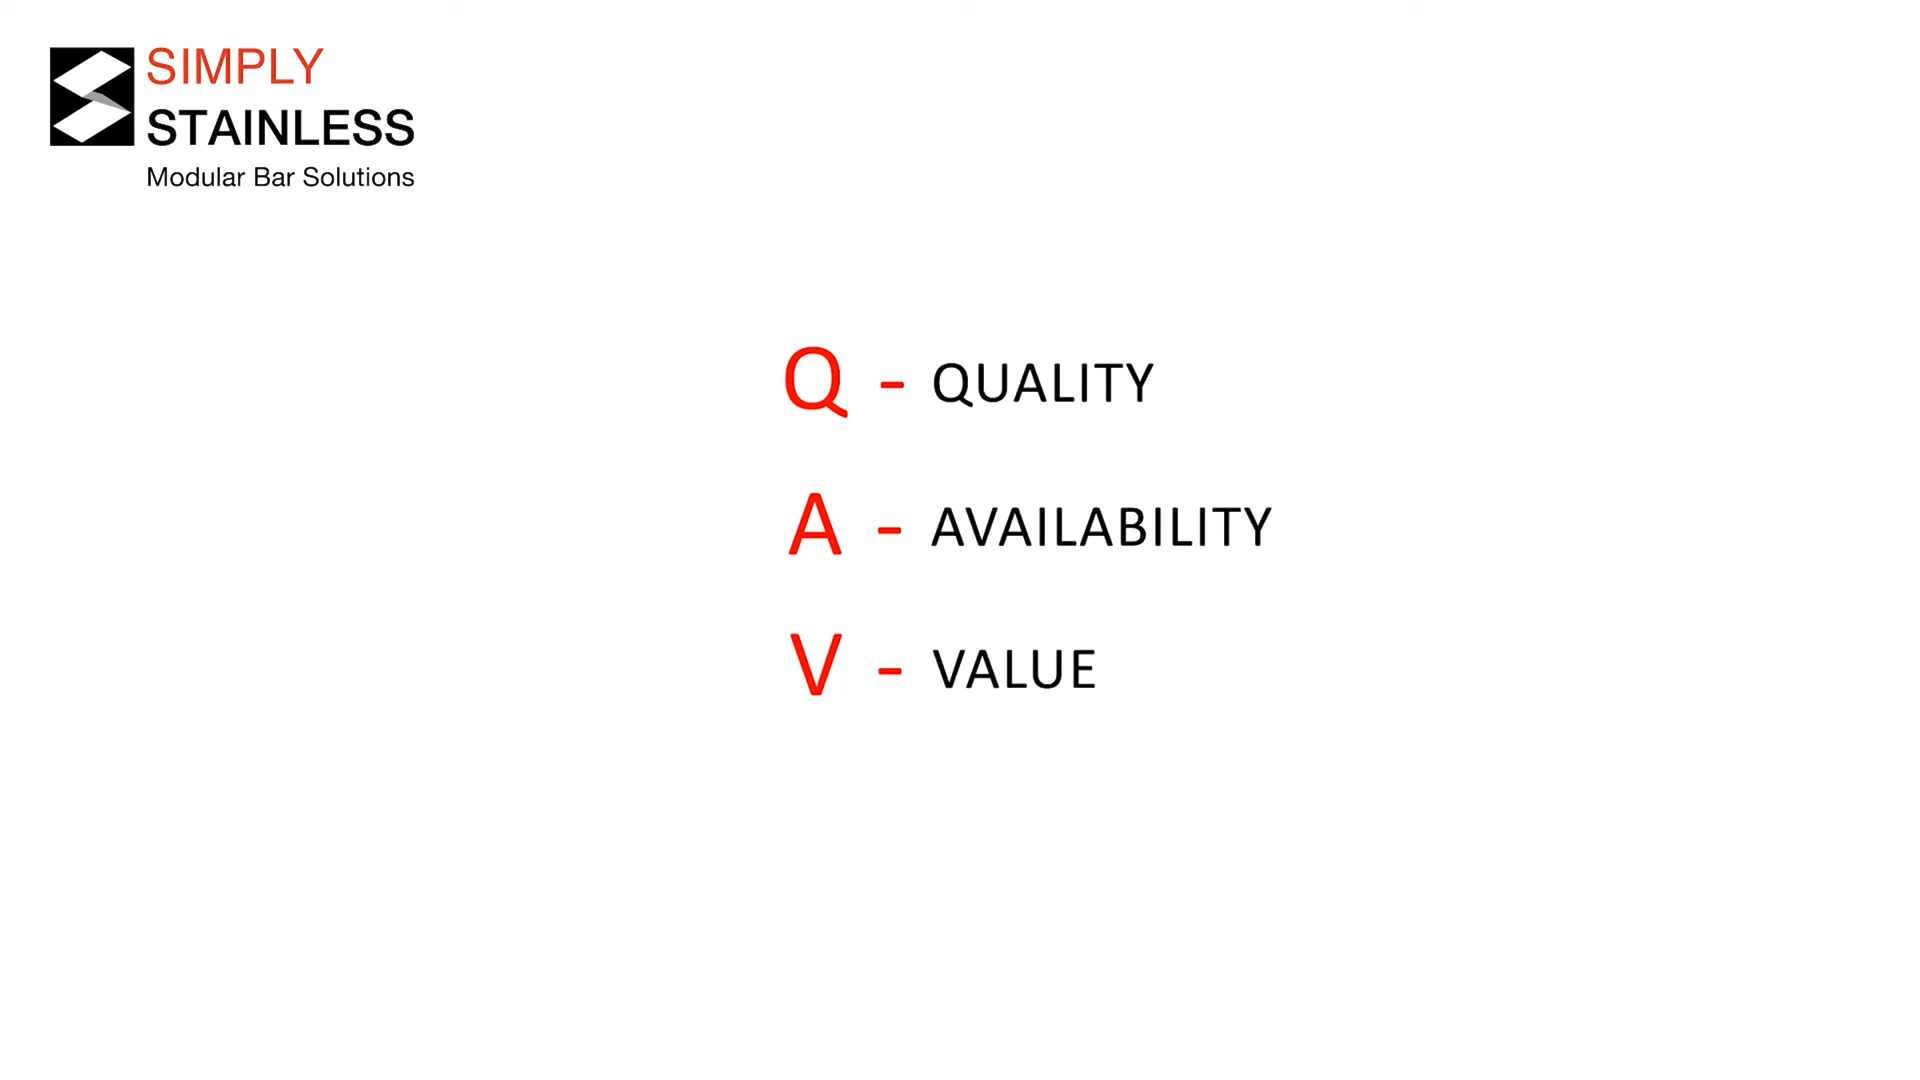 SIMPLY
STAINLESS
Modular Bar Solutions
Q - QUALITY
A - AVAILABILITY
V - VALUE